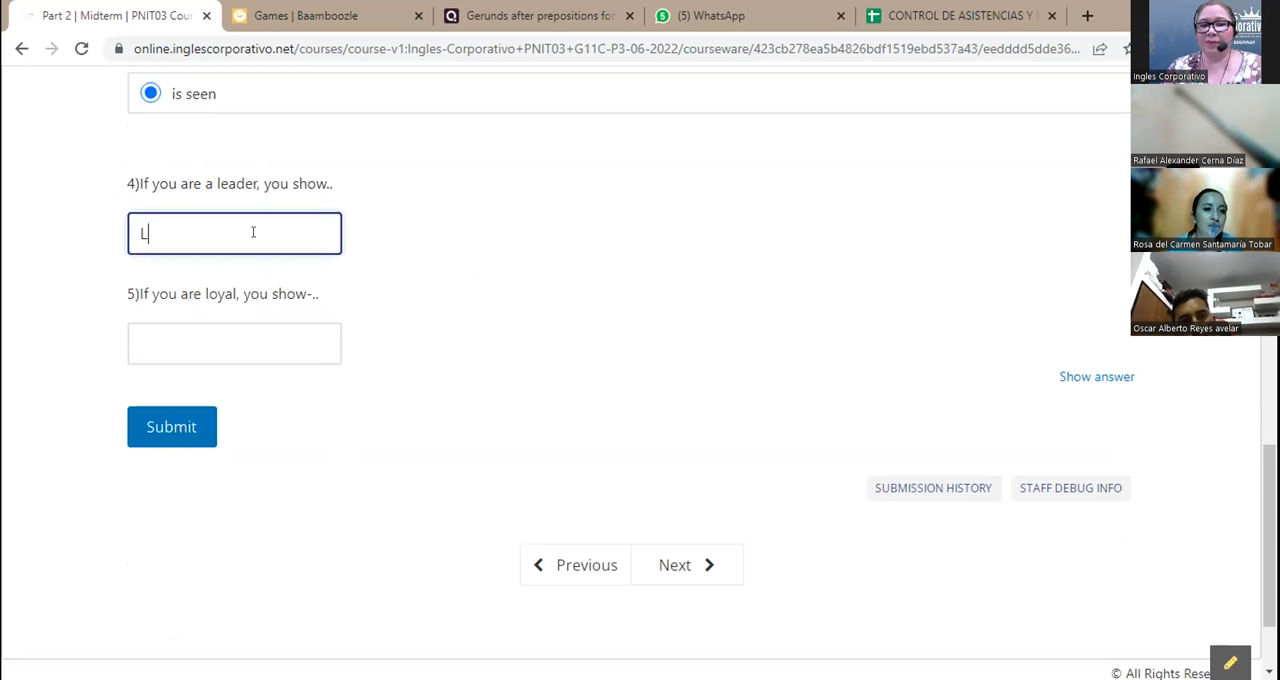 Part 2 | Midterm | PNIT03 Cour
Games | Baamboozle
Gerunds after prepositions for
(5) WhatsApp
CONTROL DE ASISTENCIAS Y
online.inglescorporativo.net/courses/course-v1:Ingles-Corporativo+PNIT03+G11C-P3-06-2022/courseware/423cb278ea5b4826bdf1519ebd537a43/eedddd5dde36...
Ingles Corporativo
is seen
Rafael Alexander Cerna Díaz
4)If you are a leader, you show..
L
Rosa del Carmen Santamaría Tobar
5)If you are loyal, you show-..
Oscar Alberto Reyes avelar
Show answer
Submit
SUBMISSION HISTORY
STAFF DEBUG INFO
Previous
Next
© All Rights Rese